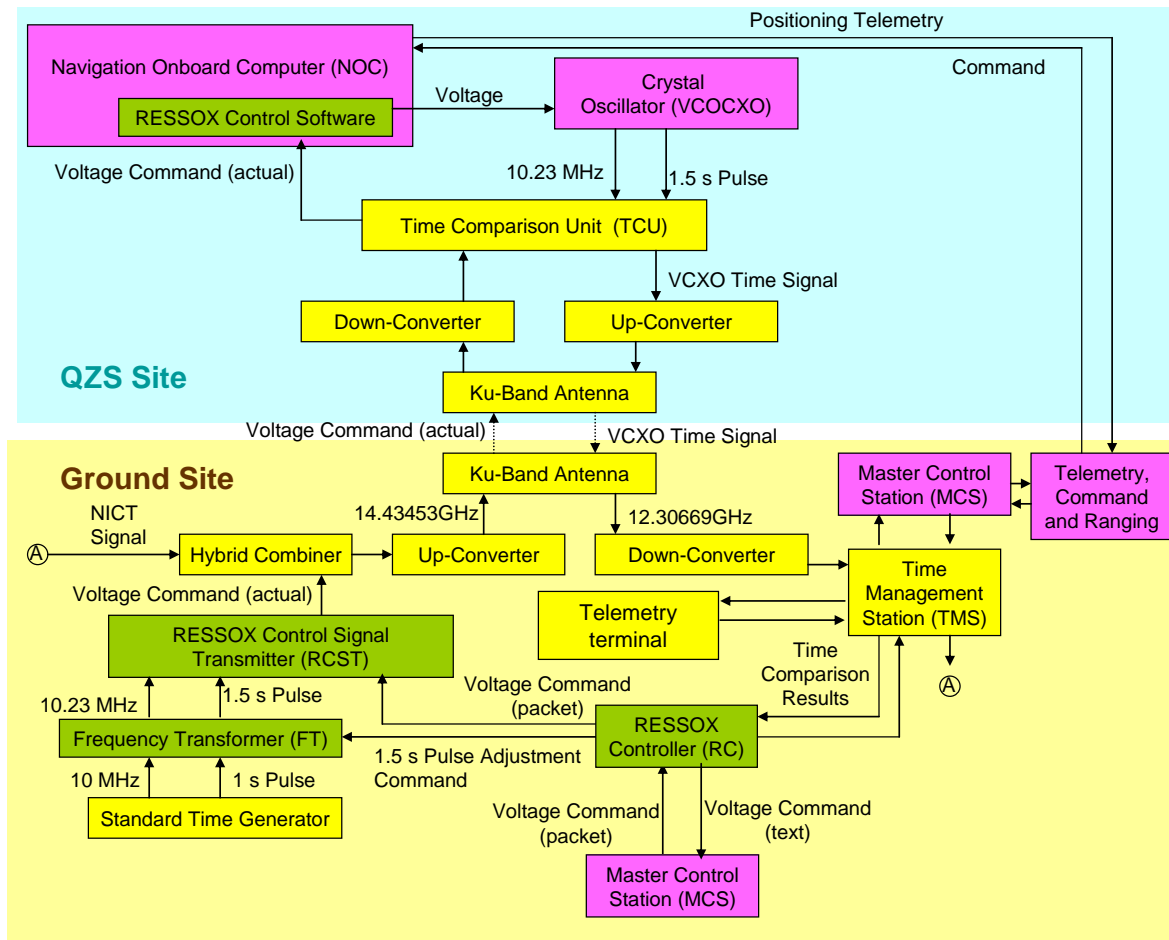 Positioning Telemetry
Navigation Onboard Computer (NOC)
Command
Crystal
Oscillator (VCOCXO)
Voltage
RESSOX Control Software
Voltage Command (actual)
10.23 MHz
1.5 s Pulse
Time Comparison Unit  (TCU)
VCXO Time Signal
Down-Converter
Up-Converter
QZS Site
Ku-Band Antenna
Voltage Command (actual)
VCXO Time Signal
Ground Site
Ku-Band Antenna
Master Control
Station (MCS)
Telemetry,
Command
and Ranging
NICT
Signal
14.43453GHz
12.30669GHz
A
Hybrid Combiner
Up-Converter
Down-Converter
Time
Management
Station (TMS)
Voltage Command (actual)
Telemetry
terminal
RESSOX Control Signal
Transmitter (RCST)
Time
Comparison
Results
A
10.23 MHz
1.5 s Pulse
Voltage Command
(packet)
Frequency Transformer (FT)
RESSOX
Controller (RC)
1.5 s Pulse Adjustment
Command
10 MHz
1 s Pulse
Standard Time Generator
Voltage Command
(packet)
Voltage Command
(text)
Master Control
Station (MCS)